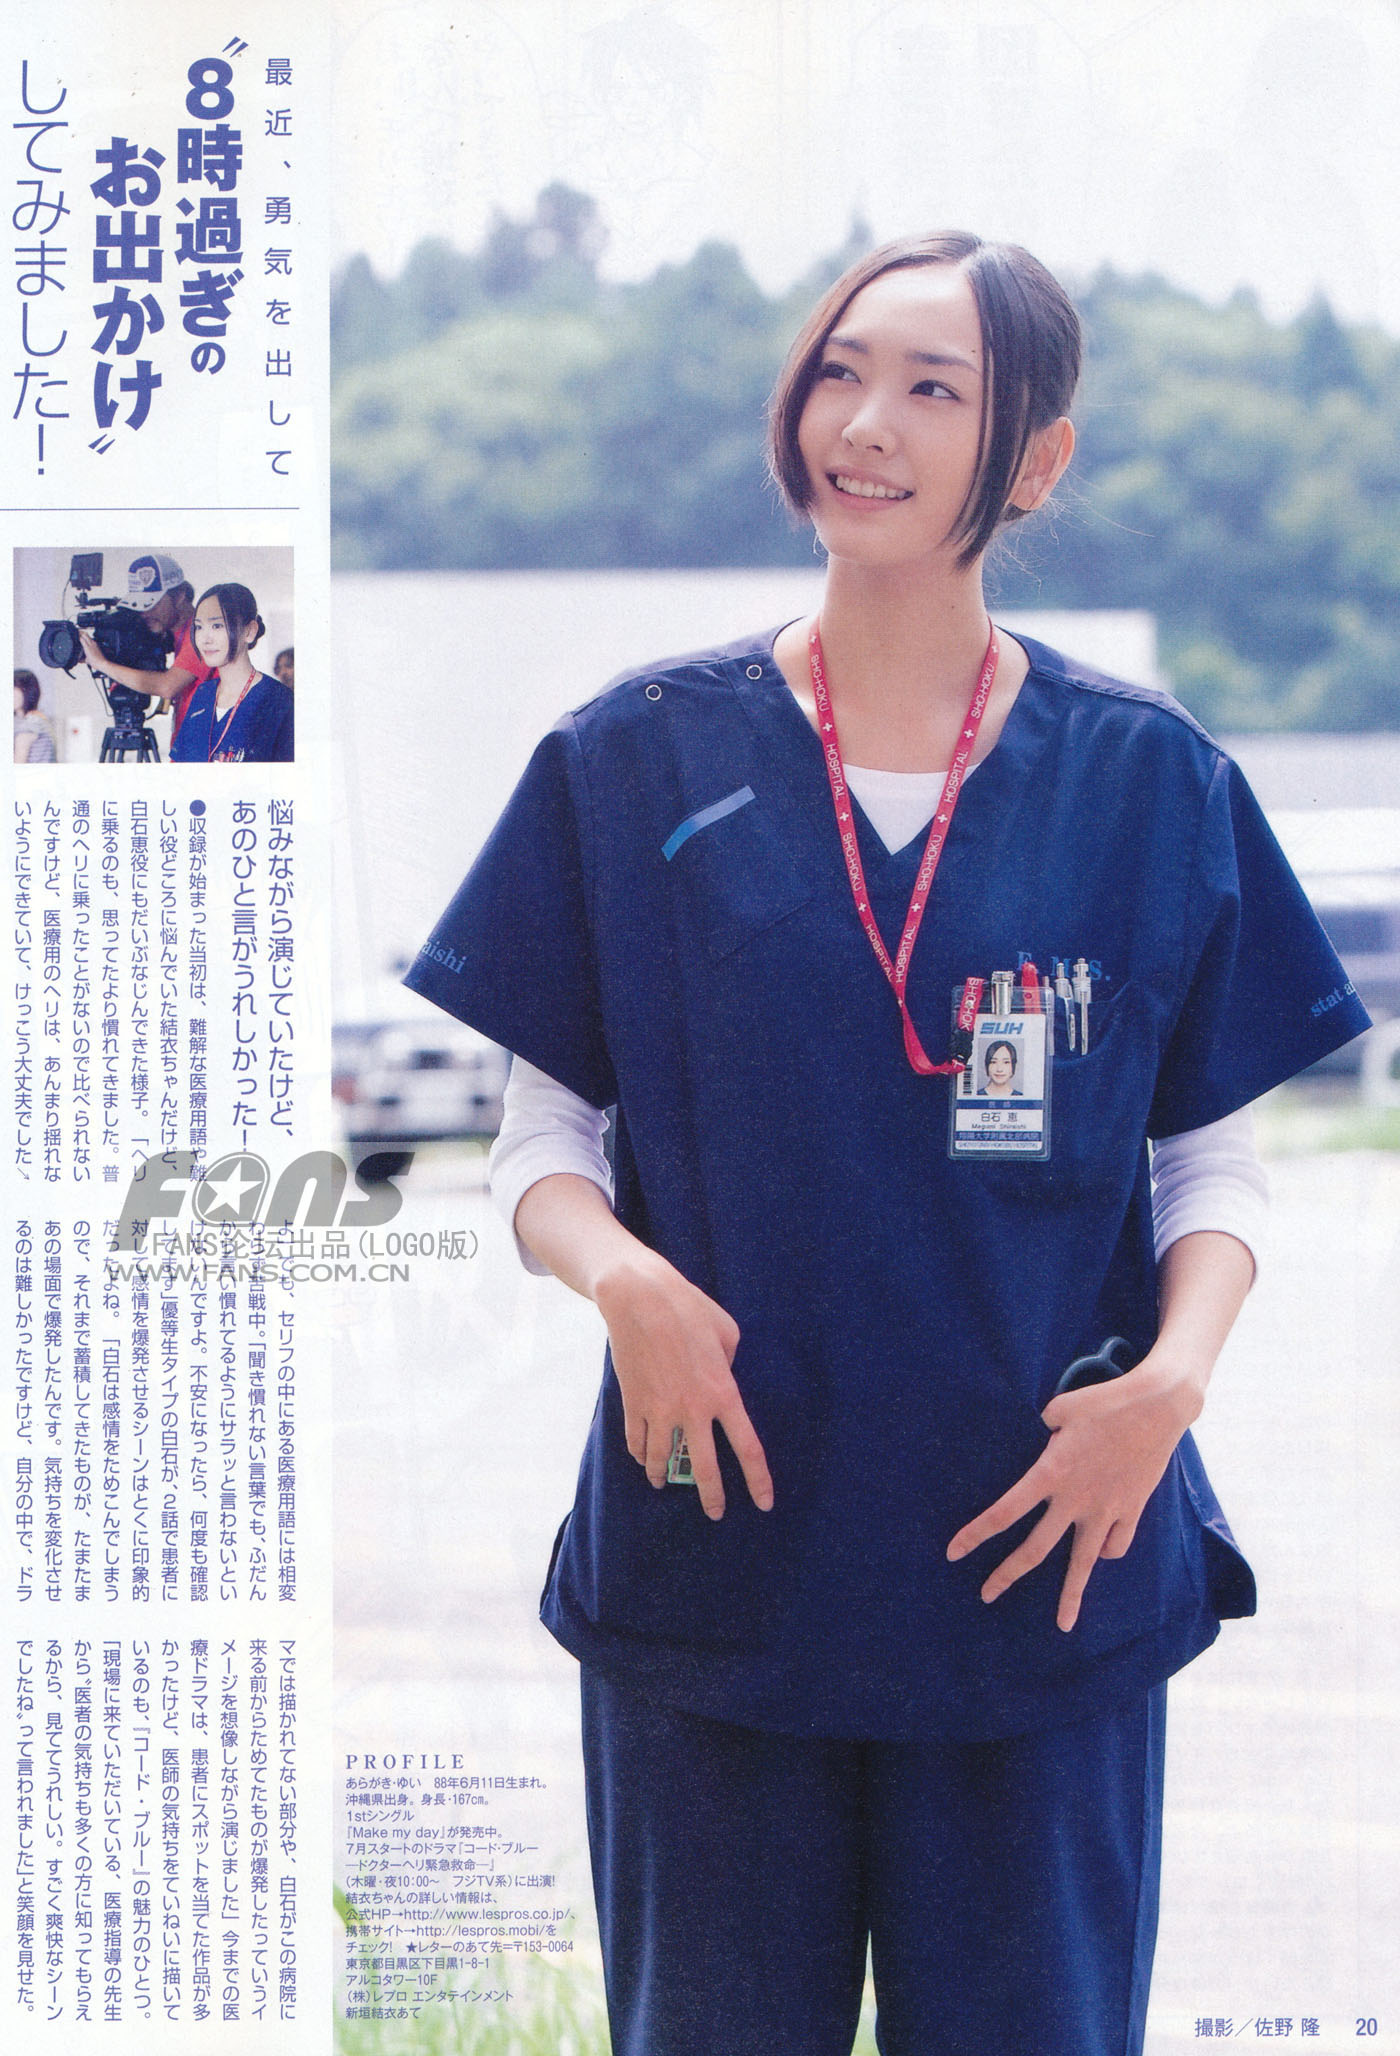 最近、勇気を出して
〝8時過ぎの
お出かけ〟
してみました！
悩みながら演じていたけど、
あのひと言がうれしかった！
●収録が始まった当初は、難解な医療用語や難
しい役どころに悩んでいた結衣ちゃんだけど、
白石恵役にもだいぶなじんできた様子。「ヘリ
に乗るのも、思ってたより慣れてきました。普
通のヘリに乗ったことがないので比べられない
んですけど、医療用のヘリは、あんまり揺れな
いようにできていて、けっこう大丈夫でした↘
よ」でも、セリフの中にある医療用語には相変
わらず苦戦中。「聞き慣れない言葉でも、ふだん
から言い慣れてるようにサラッと言わないとい
けないんですよ。不安になったら、何度も確認
してます」優等生タイプの白石が、2話で患者に
対して感情を爆発させるシーンはとくに印象的
だったよね。「白石は感情をためこんでしまう
ので、それまで蓄積してきたものが、たまたま
あの場面で爆発したんです。気持ちを変化させ
るのは難しかったですけど、自分の中で、ドラ
マでは描かれてない部分や、白石がこの病院に
来る前からためてたものが爆発したっていうイ
メージを想像しながら演じました」今までの医
療ドラマは、患者にスポットを当てた作品が多
かったけど、医師の気持ちをていねいに描いて
いるのも、『コード・ブルー』の魅力のひとつ。
「現場に来ていただいている、医療指導の先生
から〝医者の気持ちも多くの方に知ってもらえ
るから、見ててうれしい。すごく爽快なシーン
でしたね〟って言われました」と笑顔を見せた。
FANS
FANS论坛出品(LOGO版)
WWW.FANS.COM.CN
SHO-HOKU
HOSPITAL
SHO-HOKU
HOSPITAL
SHO-HOKU
HOSPITAL
SHO-HOKU
HOSPITAL
aishi
E. M. S.
stat a
SUH
医師
白石 恵
Megumi Shiraishi
翔陽大学附属北部病院
PROFILE
あらがき・ゆい　88年6月11日生まれ。
沖縄県出身。身長・167cm。
1stシングル
『Make my day』が発売中。
7月スタートのドラマ『コード・ブルー
―ドクターヘリ緊急救命―』
（木曜・夜10:00〜　フジTV系）に出演!
結衣ちゃんの詳しい情報は、
公式HP→http://www.lespros.co.jp/、
携帯サイト→http://lespros.mobi/を
チェック!　★レターのあて先＝〒153-0064
東京都目黒区下目黒1-8-1
アルコタワー10F
（株）レプロ エンタテインメント
新垣結衣あて
撮影／佐野 隆　20